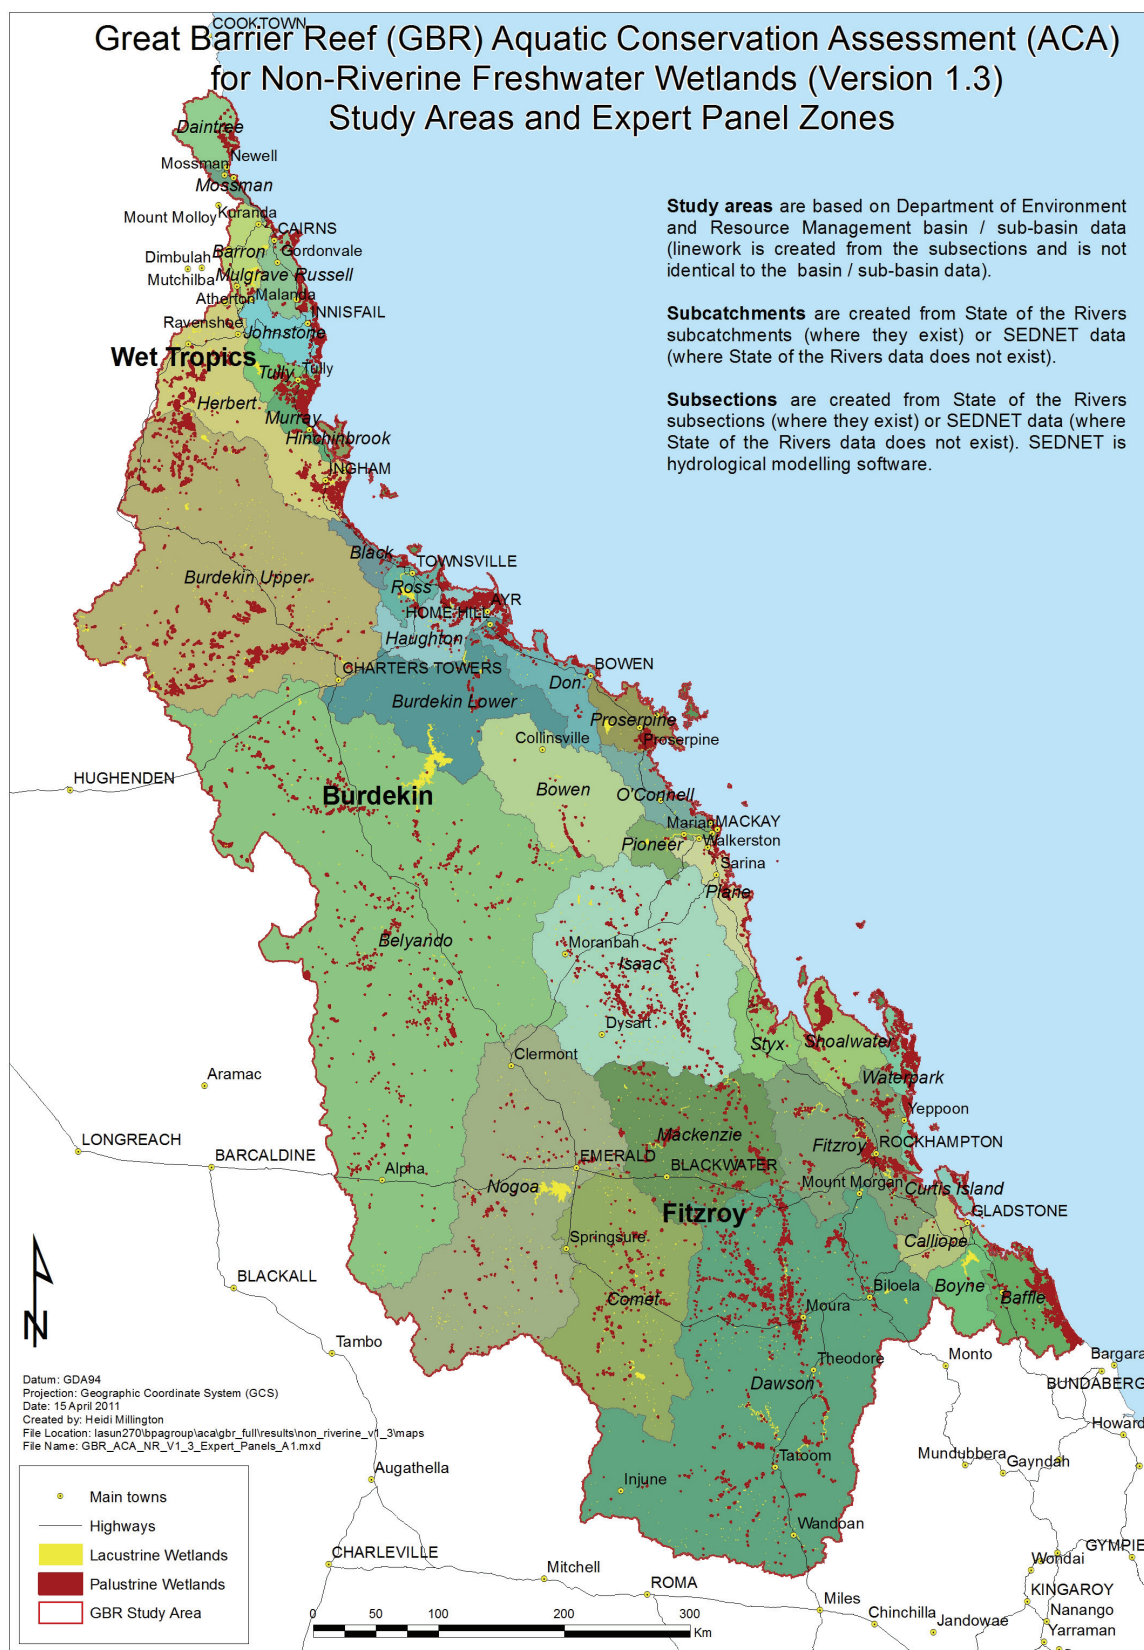 COOKTOWN
Great Barrier Reef (GBR) Aquatic Conservation Assessment (ACA)
for Non-Riverine Freshwater Wetlands (Version 1.3)
Study Areas and Expert Panel Zones
Daintree
Newell
Mossman
Mossman
Study areas are based on Department of Environment
and Resource Management basin / sub-basin data
(linework is created from the subsections and is not
identical to the basin / sub-basin data).
Subcatchments are created from State of the Rivers
subcatchments (where they exist) or SEDNET data
(where State of the Rivers data does not exist).
Subsections are created from State of the Rivers
subsections (where they exist) or SEDNET data (where
State of the Rivers data does not exist). SEDNET is
hydrological modelling software.
Mount Molloy
Kuranda
CAIRNS
Barron
Gordonvale
Dimbulah
Mutchilba
Mulgrave Russell
Atherton
Malanda
INNISFAIL
Ravenshoe
Johnstone
Wet Tropics
Tully
Tully
Herbert
Murray
Hinchinbrook
INGHAM
Black
TOWNSVILLE
Burdekin Upper
Ross
AYR
HOME HILL
Haughton
CHARTERS TOWERS
BOWEN
Don
Burdekin Lower
Proserpine
Proserpine
Collinsville
HUGHENDEN
Burdekin
Bowen
O'Connell
Marian
MACKAY
Pioneer
Walkerston
Sarina
Plane
Belyando
Moranbah
Isaac
Dysart
Styx
Shoalwater
Clermont
Waterpark
Aramac
Yeppoon
Mackenzie
Fitzroy
ROCKHAMPTON
LONGREACH
BARCALDINE
Alpha
EMERALD
BLACKWATER
Nogoa
Mount Morgan
Curtis Island
Fitzroy
GLADSTONE
Springsure
Calliope
BLACKALL
Comet
Biloela
Boyne
Baffle
Moura
Tambo
Theodore
Monto
Bargara
Dawson
BUNDABERG
Datum: GDA94
Projection: Geographic Coordinate System (GCS)
Date: 15 April 2011
Created by: Heidi Millington
File Location: lasun270\bpagroup\aca\gbr_full\results\non_riverine_v1_3\maps
File Name: GBR_ACA_NR_V1_3_Expert_Panels_A1.mxd
Howard
Mundubbera
Gayndah
Taroom
Augathella
Injune
N
Main towns
Highways
Lacustrine Wetlands
Palustrine Wetlands
GBR Study Area
Wandoan
CHARLEVILLE
Mitchell
ROMA
Miles
Chinchilla
Jandowae
GYMPIE
Wondai
KINGAROY
Nanango
Yarraman
0 50 100 200 300
Km